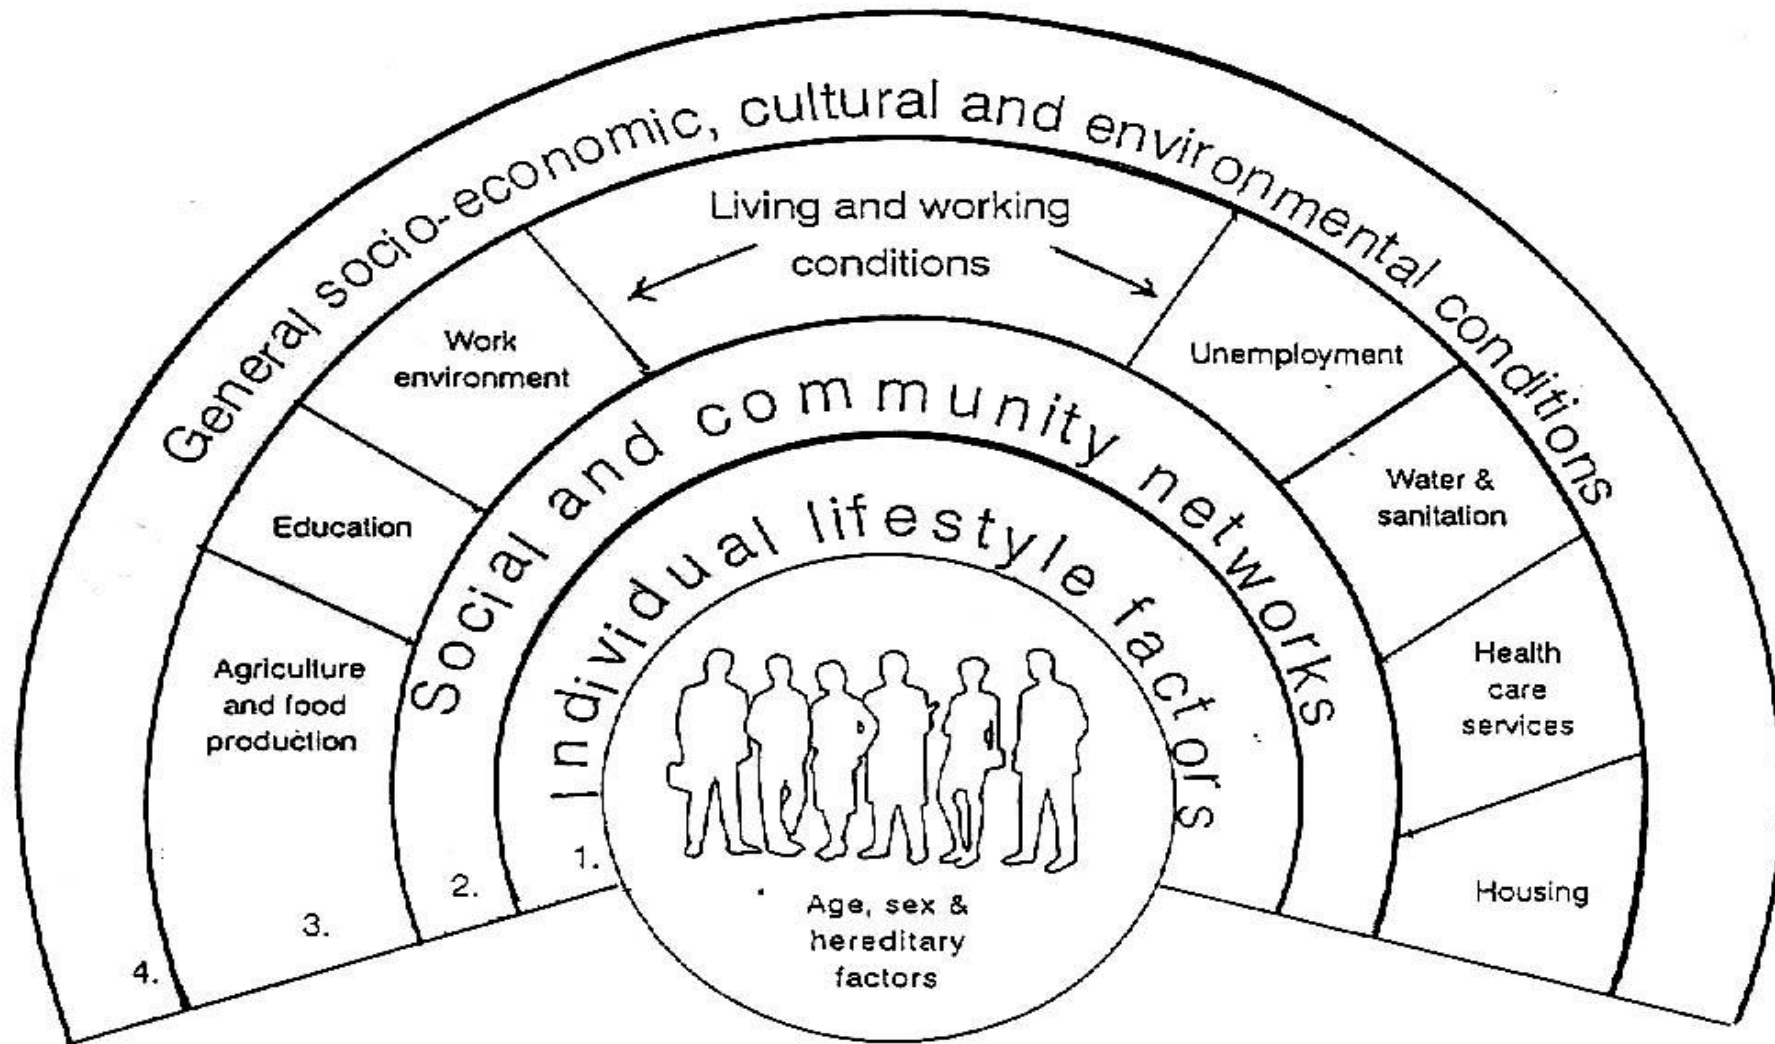 General socio-economic, cultural and environmental conditions
Living and working
conditions
Work
environment
Unemployment
Education
Water &
sanitation
Agriculture
and food
production
Health
care
services
Housing
Social and community networks
Individual lifestyle factors
Age, sex &
hereditary
factors
1.
2.
3.
4.